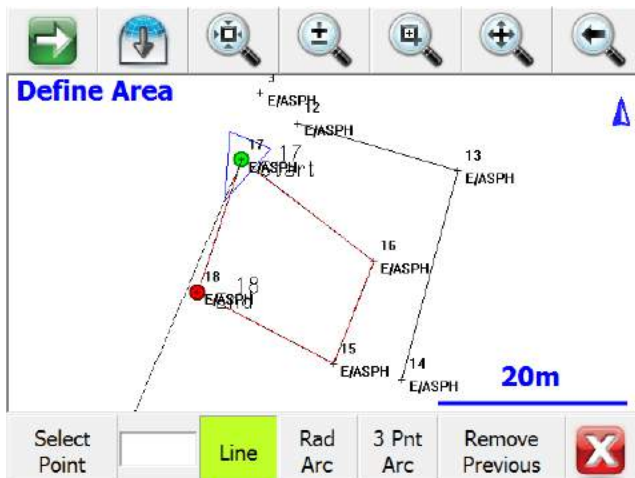 Define Area
3
E/ASPH
12
E/ASPH
17
17
E/ASPH
Start
13
E/ASPH
16
E/ASPH
18
18
E/ASPH
End
15
E/ASPH
14
E/ASPH
20m
Select Point
Line
Rad Arc
3 Pnt Arc
Remove Previous